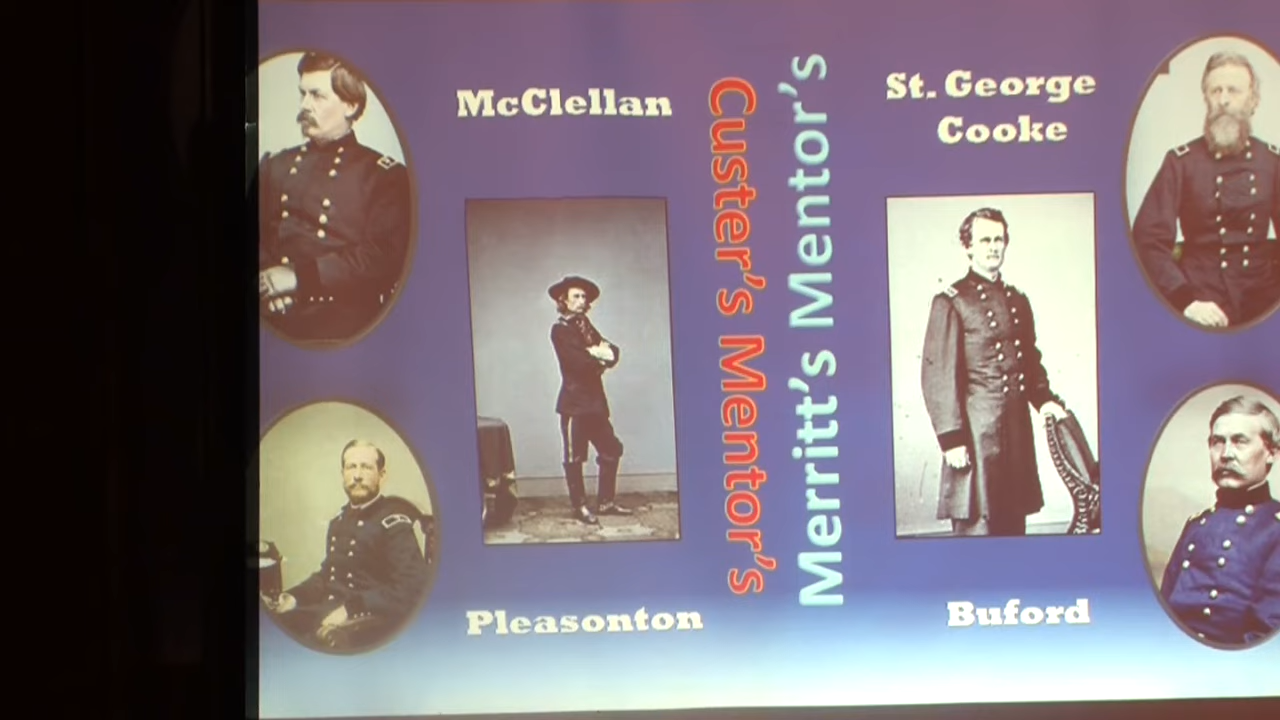 McClellan
Custer's Mentor's
Merritt's Mentor's
St. George
Cooke
Pleasonton
Buford